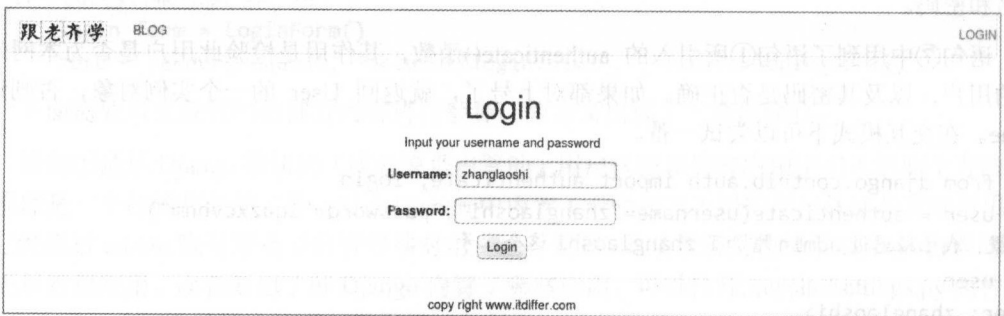 跟老齐学 BLOG LOGIN
Login
Input your username and password
Username: zhanglaoshi
Password:
Login
copy right www.itdiffer.com